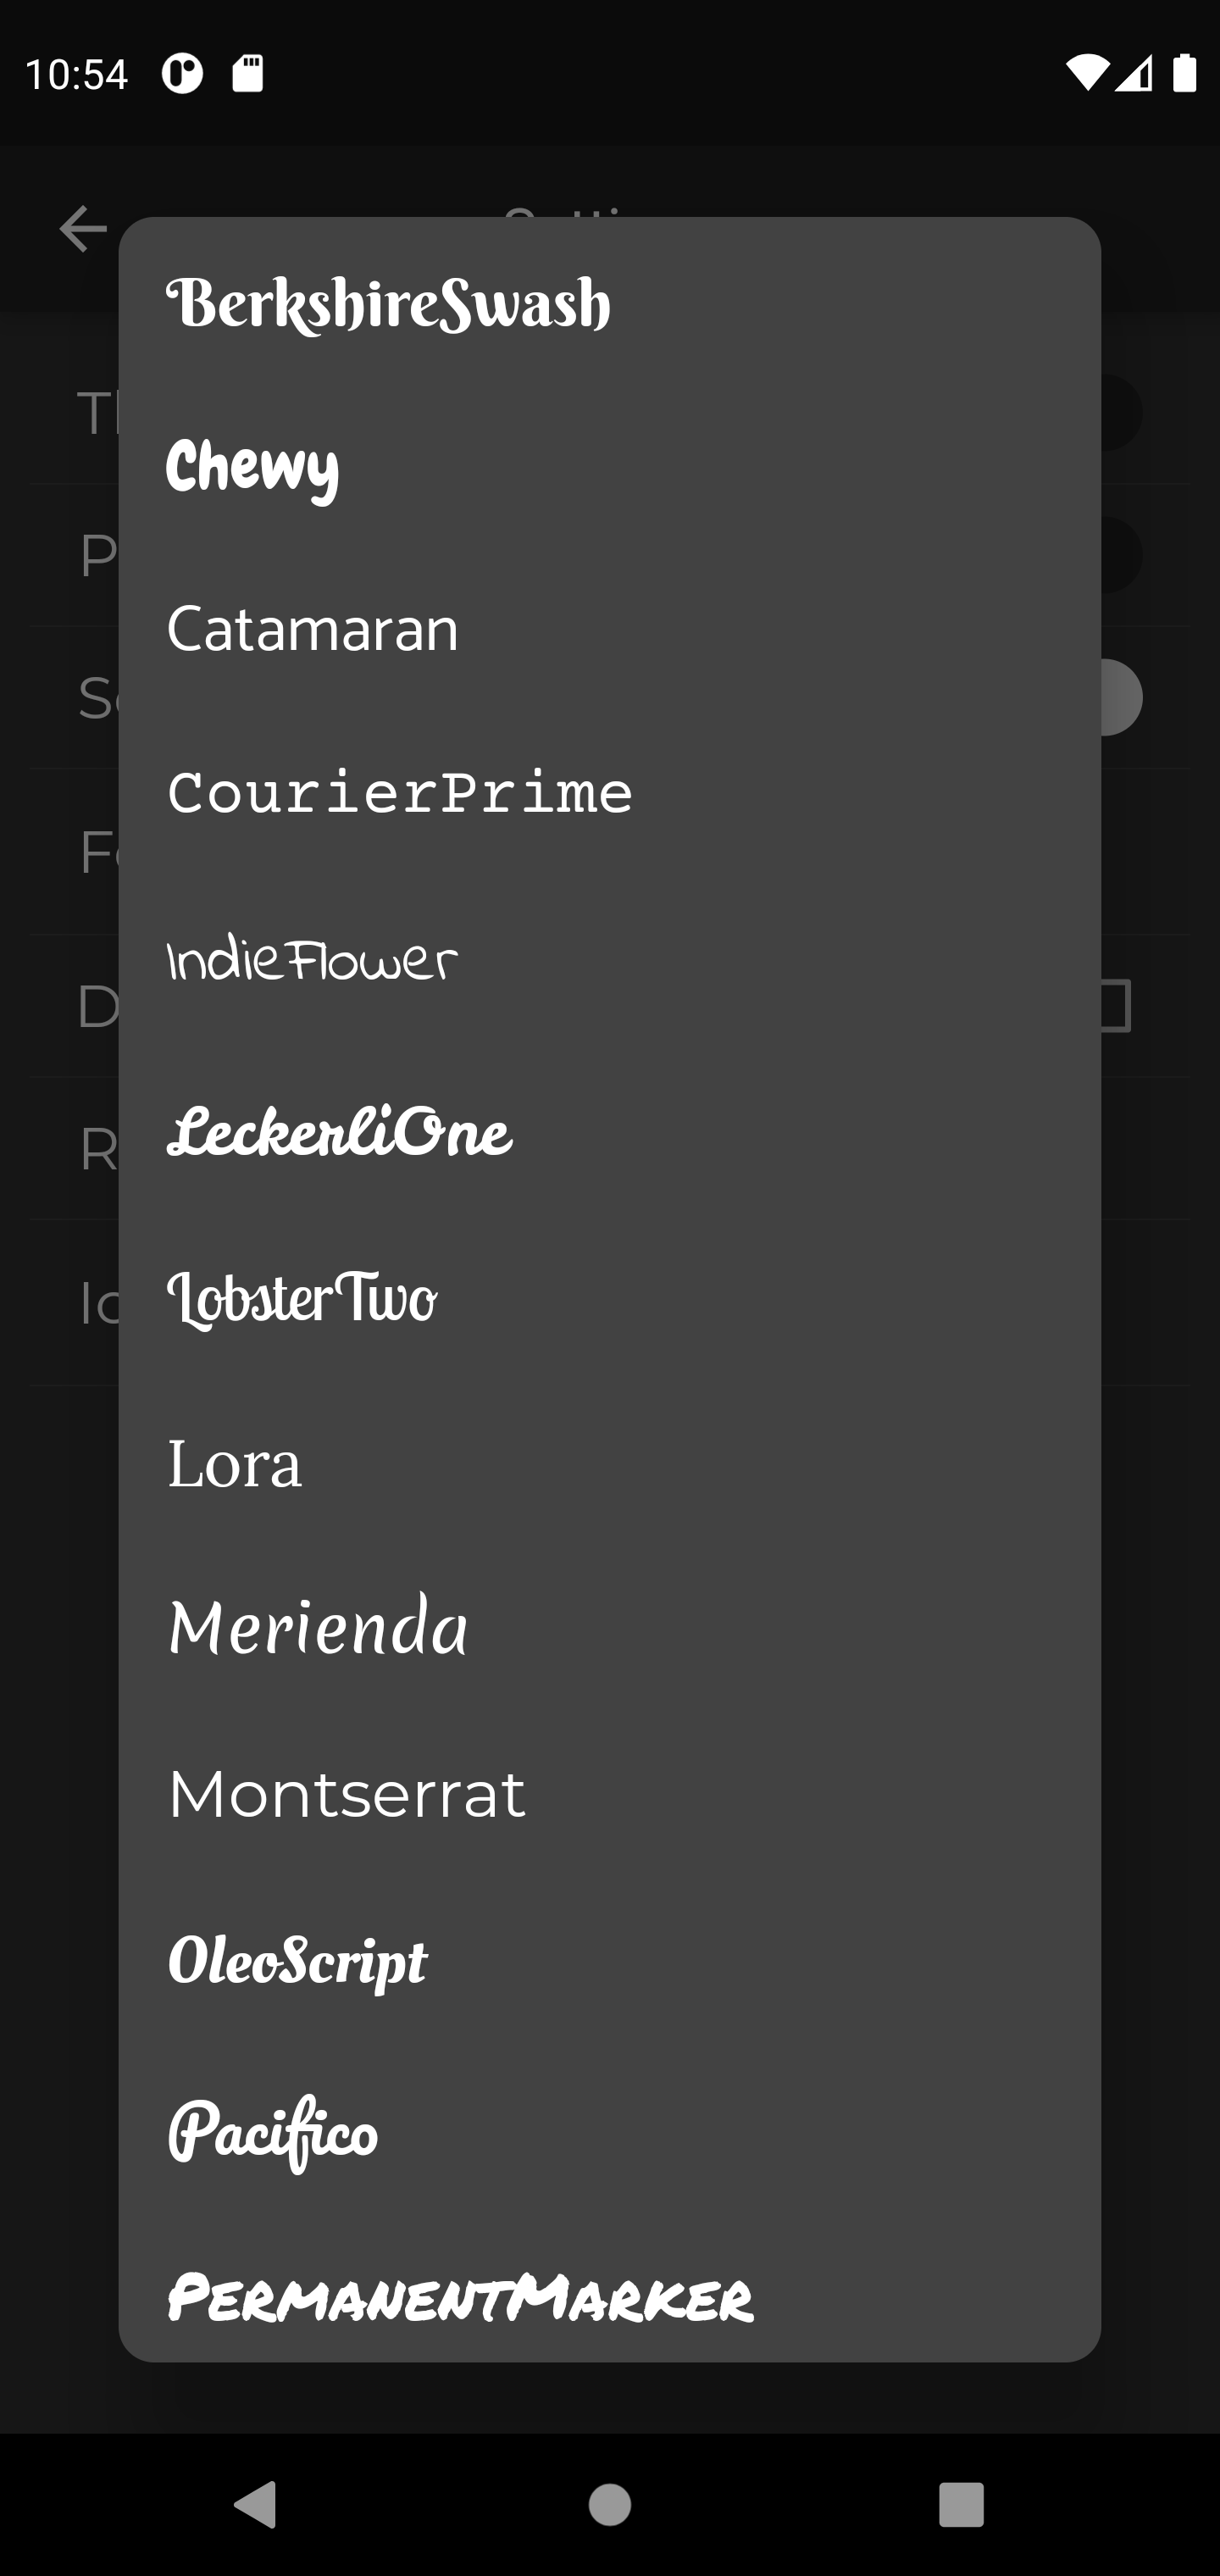 10:54
BerkshireSwash
Chewy
Catamaran
CourierPrime
IndieFlower
LeckerliOne
LobsterTwo
Lora
Merienda
Montserrat
OleoScript
Pacifico
PermanentMarker